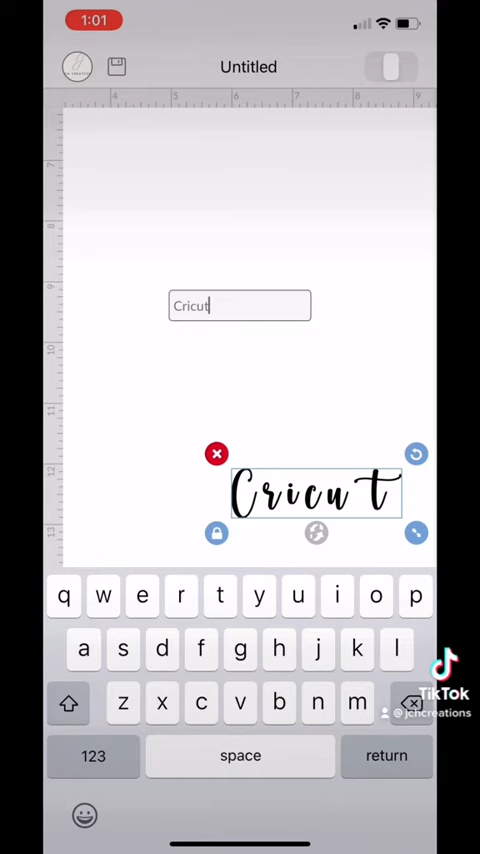 1:01
Untitled
4 5 6 7 8 9
7
8
9
10
11
12
13
Cricut
Cricut
q w e r t y u i o p
a s d f g h j k l
z x c v b n m
123 space return
TikTok
@jchcreations